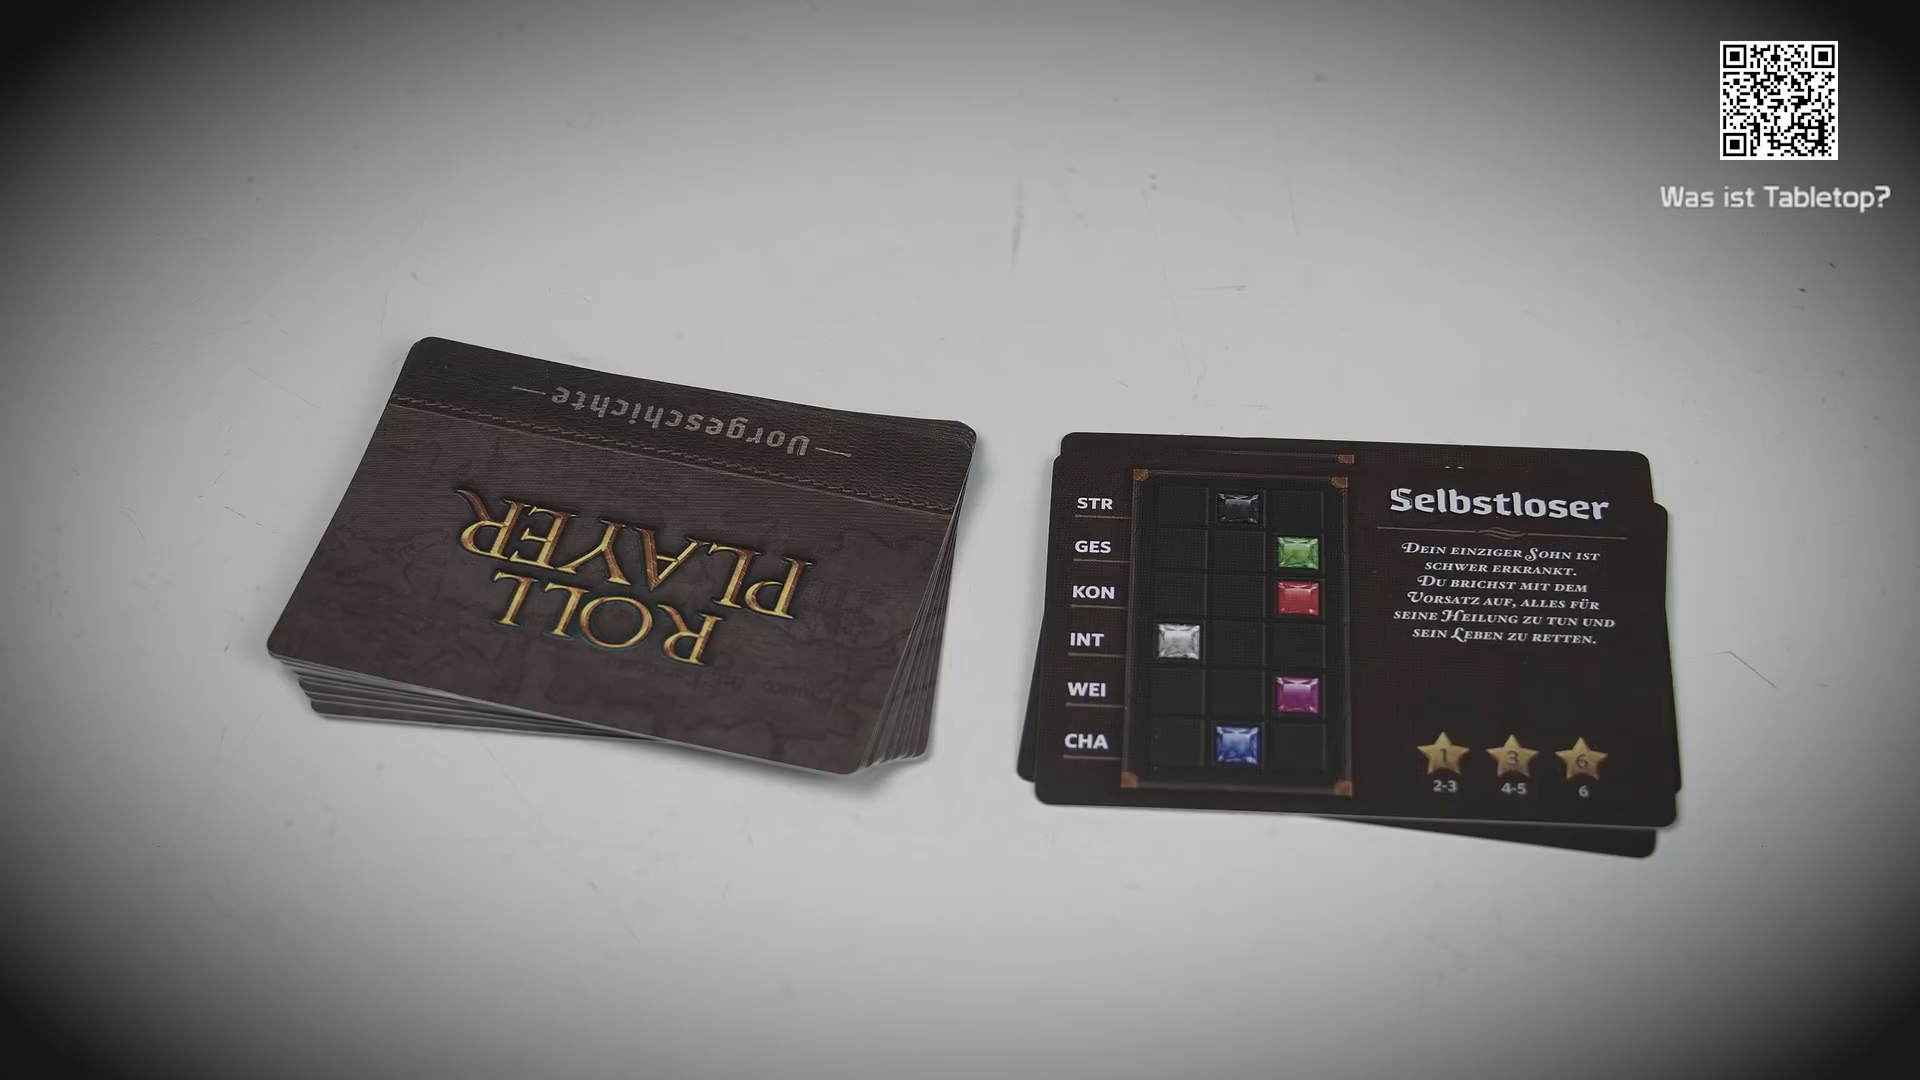 Was ist Tabletop?
Vorgeschichte
ROLL
PLAYER
Selbstloser
DEIN EINZIGER SOHN IST
SCHWER ERKRANKT.
DU BRICHST MIT DEM
VORSATZ AUF, ALLES FÜR
SEINE HEILUNG ZU TUN UND
SEIN LEBEN ZU RETTEN.
STR
GES
KON
INT
WEI
CHA
1 3 6
2-3 4-5 6